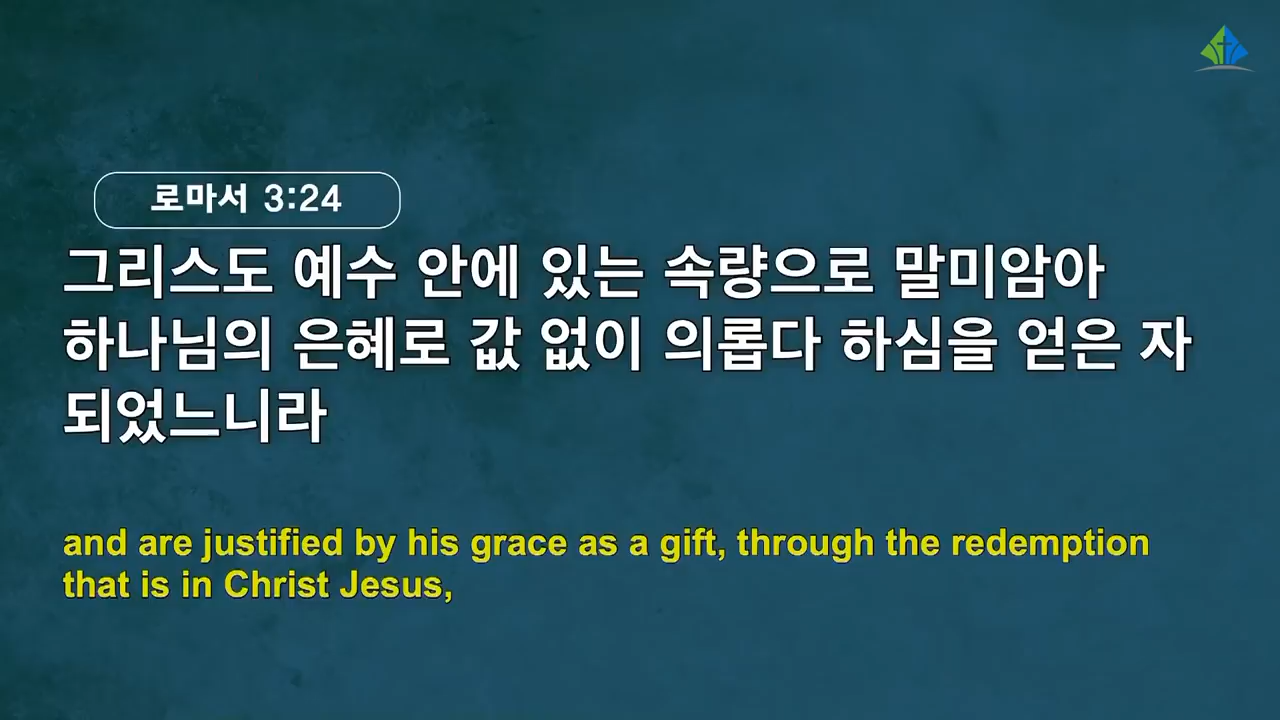 로마서 3:24
그리스도 예수 안에 있는 속량으로 말미암아
하나님의 은혜로 값 없이 의롭다 하심을 얻은 자
되었느니라
and are justified by his grace as a gift, through the redemption
that is in Christ Jesus,